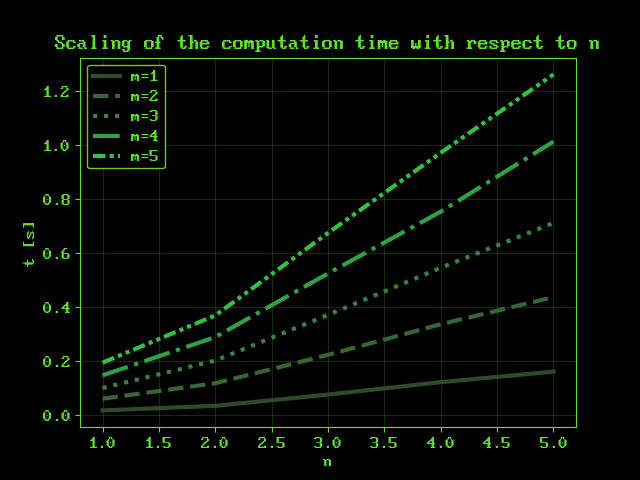 Scaling of the computation time with respect to n
m=1
m=2
m=3
m=4
m=5
t [s]
1.2
1.0
0.8
0.6
0.4
0.2
0.0
1.0 1.5 2.0 2.5 3.0 3.5 4.0 4.5 5.0
n